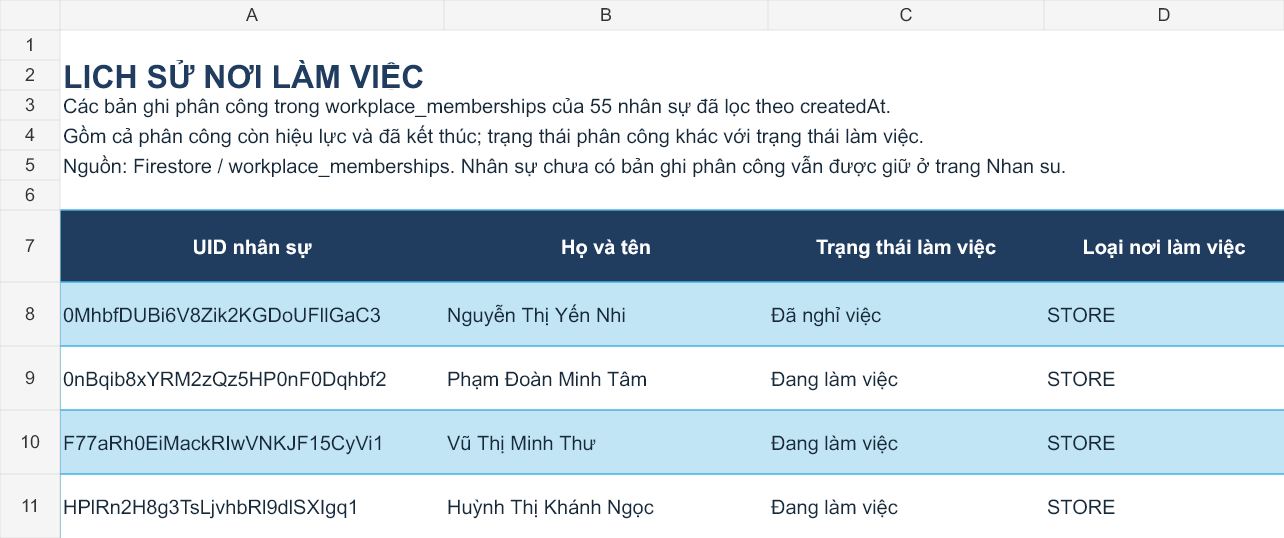 A B C D
1
2 LỊCH SỬ NƠI LÀM VIỆC
3 Các bản ghi phân công trong workplace_memberships của 55 nhân sự đã lọc theo createdAt.
4 Gồm cả phân công còn hiệu lực và đã kết thúc; trạng thái phân công khác với trạng thái làm việc.
5 Nguồn: Firestore / workplace_memberships. Nhân sự chưa có bản ghi phân công vẫn được giữ ở trang Nhan su.
6
7 UID nhân sự Họ và tên Trạng thái làm việc Loại nơi làm việc
8 0MhbfDUBi6V8Zik2KGDoUFlIGaC3 Nguyễn Thị Yến Nhi Đã nghỉ việc STORE
9 0nBqib8xYRM2zQz5HP0nF0Dqhbf2 Phạm Đoàn Minh Tâm Đang làm việc STORE
10 F77aRh0EiMackRIwVNKJF15CyVi1 Vũ Thị Minh Thư Đang làm việc STORE
11 HPlRn2H8g3TsLjvhbRl9dlSXIgq1 Huỳnh Thị Khánh Ngọc Đang làm việc STORE